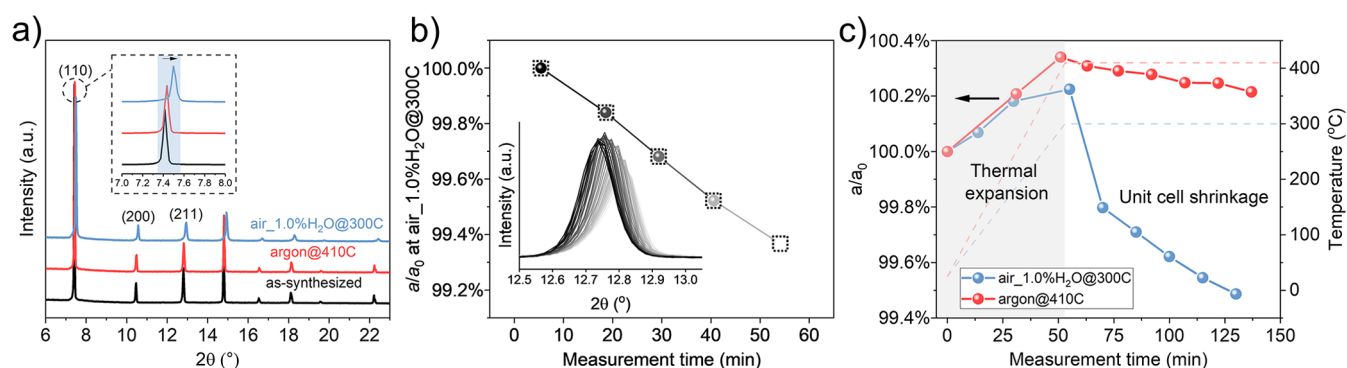 a)
Intensity (a.u.)
(110)
7.0 7.2 7.4 7.6 7.8 8.0
(200)
(211)
air_1.0%H₂O@300C
argon@410C
as-synthesized
6 8 10 12 14 16 18 20 22
2θ (°)
b)
a/a₀ at air_1.0%H₂O@300C
100.0%
99.8%
99.6%
99.4%
99.2%
Intensity (a.u.)
12.5 12.6 12.7 12.8 12.9 13.0
2θ (°)
0 10 20 30 40 50 60
Measurement time (min)
c)
a/a₀
100.4%
100.2%
100.0%
99.8%
99.6%
99.4%
Thermal
expansion
Unit cell shrinkage
air_1.0%H₂O@300C
argon@410C
0 25 50 75 100 125 150
Measurement time (min)
400
300
200
100
0
Temperature (°C)